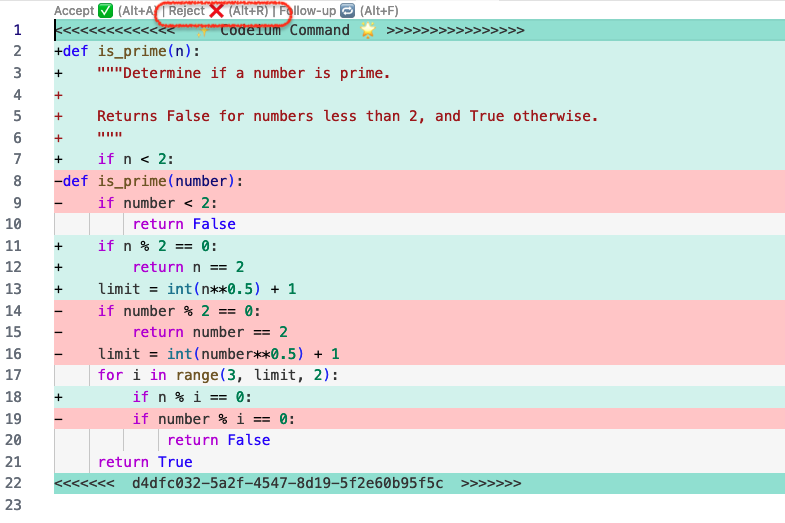 Accept ✅ (Alt+A) | Reject ❌ (Alt+R) | Follow-up 🔁 (Alt+F)
1 <<<<<<<<<<<<<< ✨ Codeium Command 🌟 >>>>>>>>>>>>>>>>
2 +def is_prime(n):
3 +    """Determine if a number is prime.
4 +
5 +    Returns False for numbers less than 2, and True otherwise.
6 +    """
7 +    if n < 2:
8 -def is_prime(number):
9 -    if number < 2:
10         return False
11 +    if n % 2 == 0:
12 +        return n == 2
13 +    limit = int(n**0.5) + 1
14 -    if number % 2 == 0:
15 -        return number == 2
16 -    limit = int(number**0.5) + 1
17     for i in range(3, limit, 2):
18 +        if n % i == 0:
19 -        if number % i == 0:
20             return False
21     return True
22 <<<<<<<  d4dfc032-5a2f-4547-8d19-5f2e60b95f5c  >>>>>>>
23